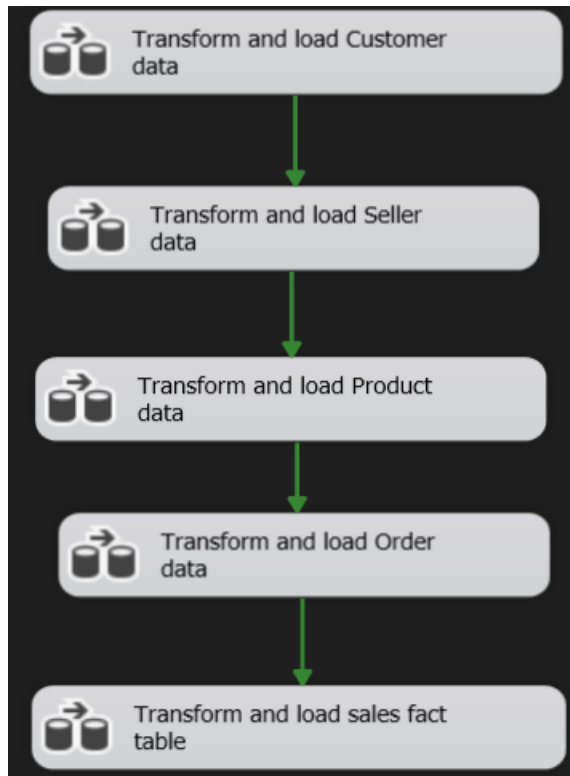 Transform and load Customer
data
Transform and load Seller
data
Transform and load Product
data
Transform and load Order
data
Transform and load sales fact
table